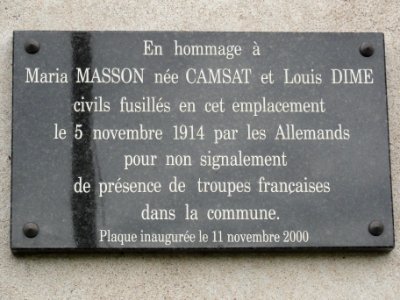 En hommage à
Maria MASSON née CAMSAT et Louis DIME
civils fusillés en cet emplacement
le 5 novembre 1914 par les Allemands
pour non signalement
de présence de troupes françaises
dans la commune.
Plaque inaugurée le 11 novembre 2000